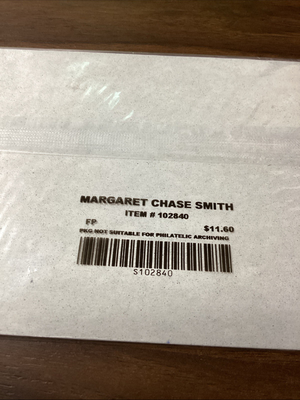 MARGARET CHASE SMITH
ITEM # 102840
FP $11.60
PKG NOT SUITABLE FOR PHILATELIC ARCHIVING
S102840